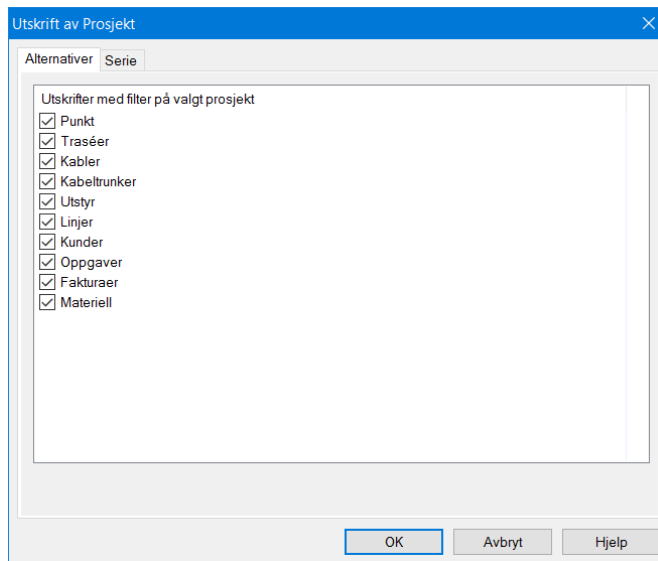 Utskrift av Prosjekt
Alternativer Serie
Utskrifter med filter på valgt prosjekt
Punkt
Traséer
Kabler
Kabeltrunker
Utstyr
Linjer
Kunder
Oppgaver
Fakturaer
Materiell
OK Avbryt Hjelp